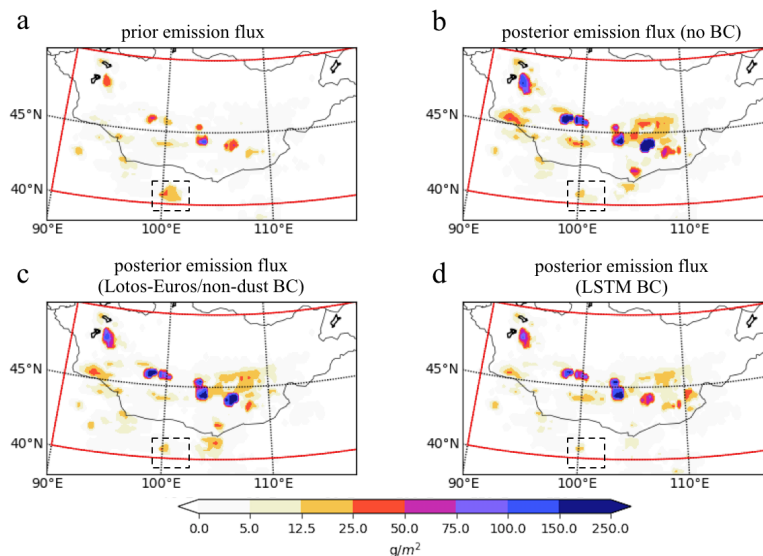 a
prior emission flux
b
posterior emission flux (no BC)
45°N
40°N
90°E
100°E
110°E
45°N
40°N
90°E
100°E
110°E
c
posterior emission flux
(Lotos-Euros/non-dust BC)
d
posterior emission flux
(LSTM BC)
45°N
40°N
90°E
100°E
110°E
45°N
40°N
90°E
100°E
110°E
0.0 5.0 12.5 25.0 50.0 75.0 100.0 150.0 250.0
g/m²